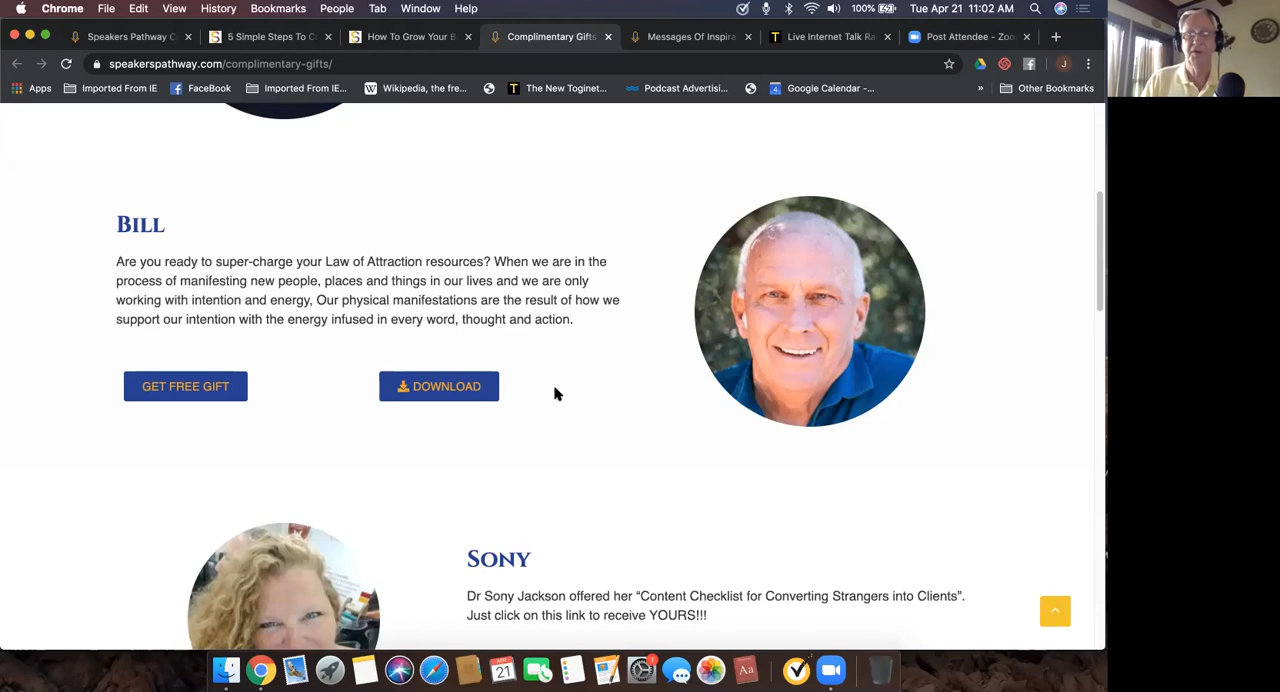 Chrome File Edit View History Bookmarks People Tab Window Help 100% Tue Apr 21 11:02 AM
Speakers Pathway C 5 Simple Steps To C How To Grow Your B Complimentary Gifts Messages Of Inspira Live Internet Talk Ra Post Attendee - Zoo
speakerspathway.com/complimentary-gifts/ J
Apps Imported From IE FaceBook Imported From IE... Wikipedia, the fre... T The New Toginet... Podcast Advertisi... 4 Google Calendar -... » Other Bookmarks
BILL
Are you ready to super-charge your Law of Attraction resources? When we are in the
process of manifesting new people, places and things in our lives and we are only
working with intention and energy, Our physical manifestations are the result of how we
support our intention with the energy infused in every word, thought and action.
GET FREE GIFT DOWNLOAD
SONY
Dr Sony Jackson offered her “Content Checklist for Converting Strangers into Clients”.
Just click on this link to receive YOURS!!!
APR
21
1
Aa